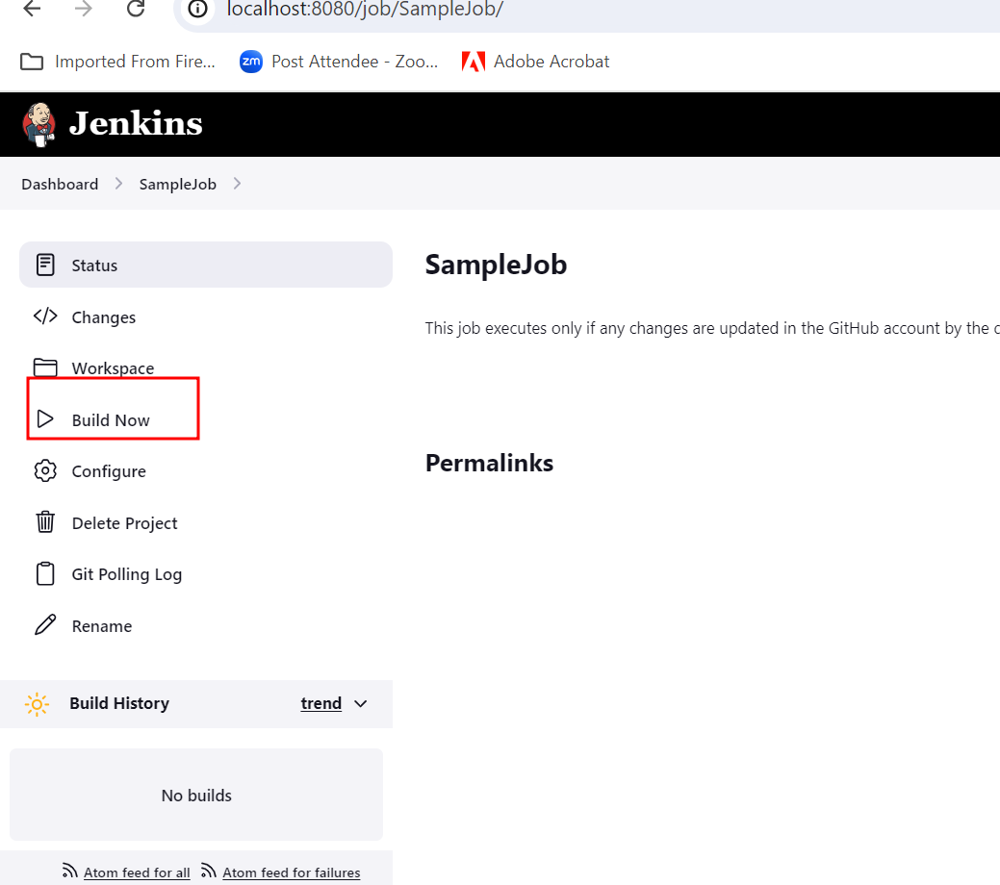 localhost:8080/job/SampleJob/
Imported From Fire... zm Post Attendee - Zoo... Adobe Acrobat
Jenkins
Dashboard > SampleJob >
Status
Changes
Workspace
Build Now
Configure
Delete Project
Git Polling Log
Rename
SampleJob
This job executes only if any changes are updated in the GitHub account by the
Permalinks
Build History trend
No builds
Atom feed for all Atom feed for failures